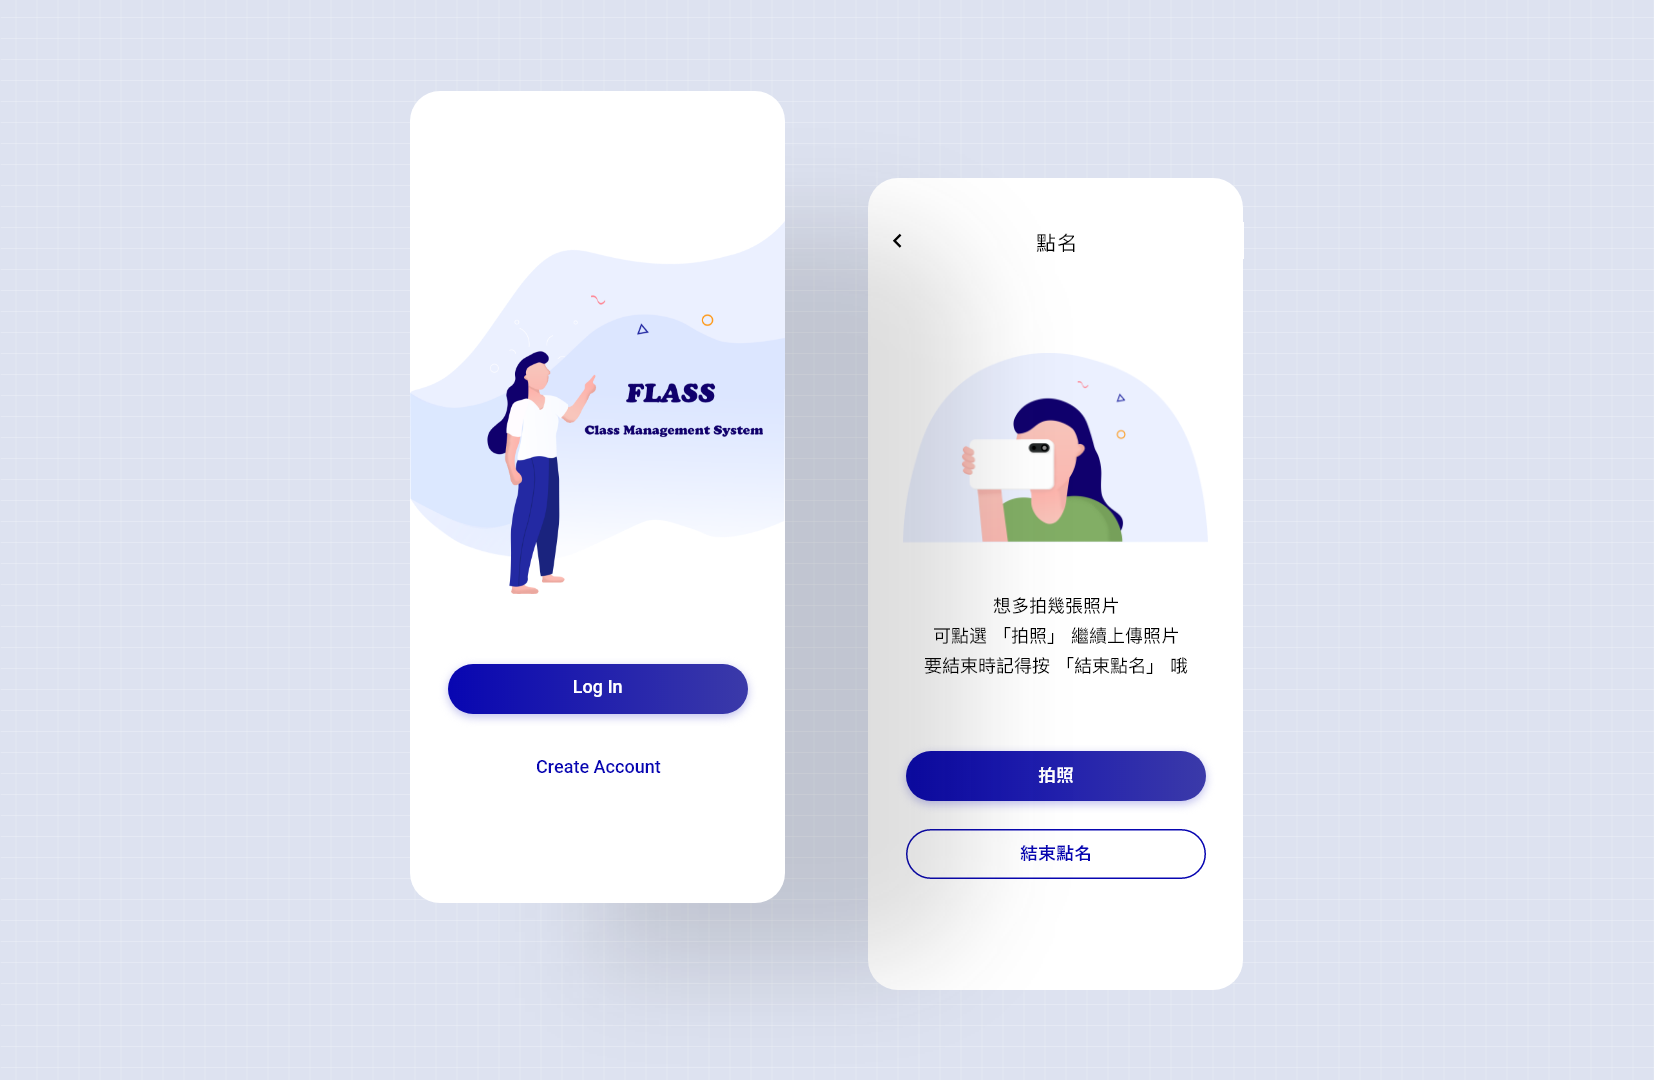 FLASS
Class Management System
Log In
Create Account
點名
想多拍幾張照片
可點選 「拍照」 繼續上傳照片
要結束時記得按 「結束點名」 哦
拍照
結束點名